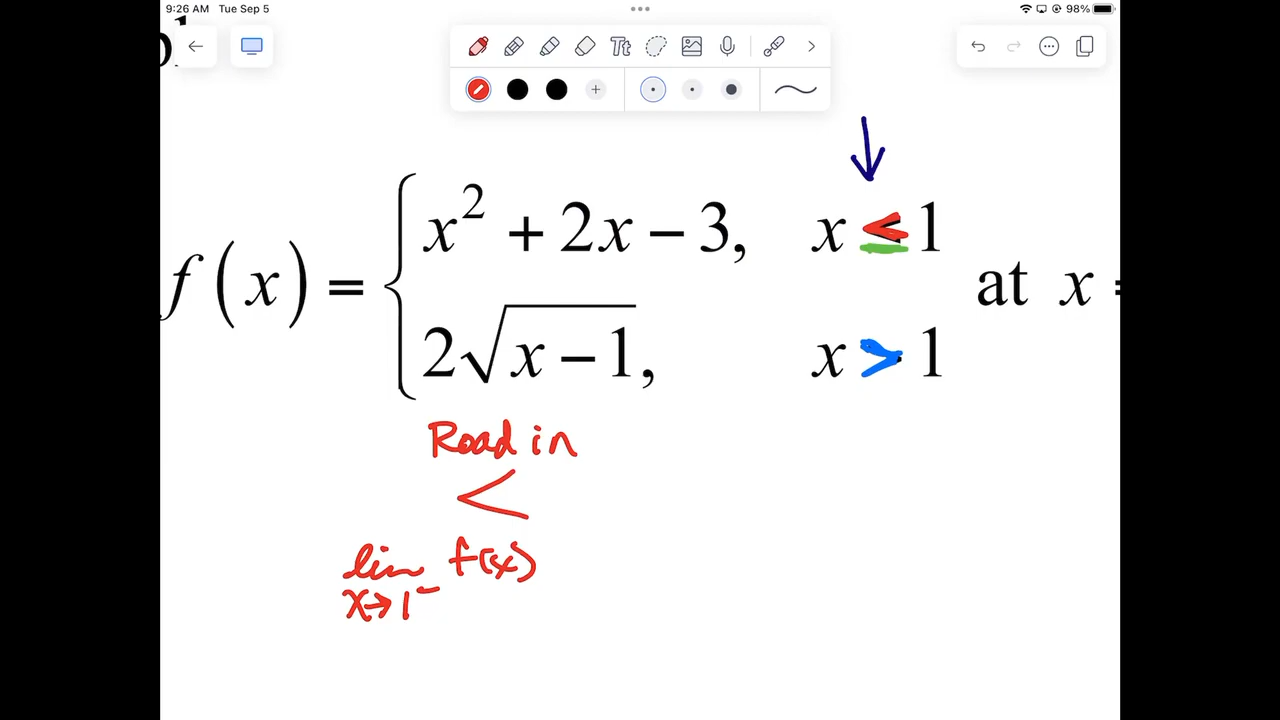 9:26 AM Tue Sep 5
98%
Tt
f(x) = { x² + 2x − 3, x ≤ 1
2√(x − 1), x > 1
at x =
Road in
<
lim f(x)
x→1⁻